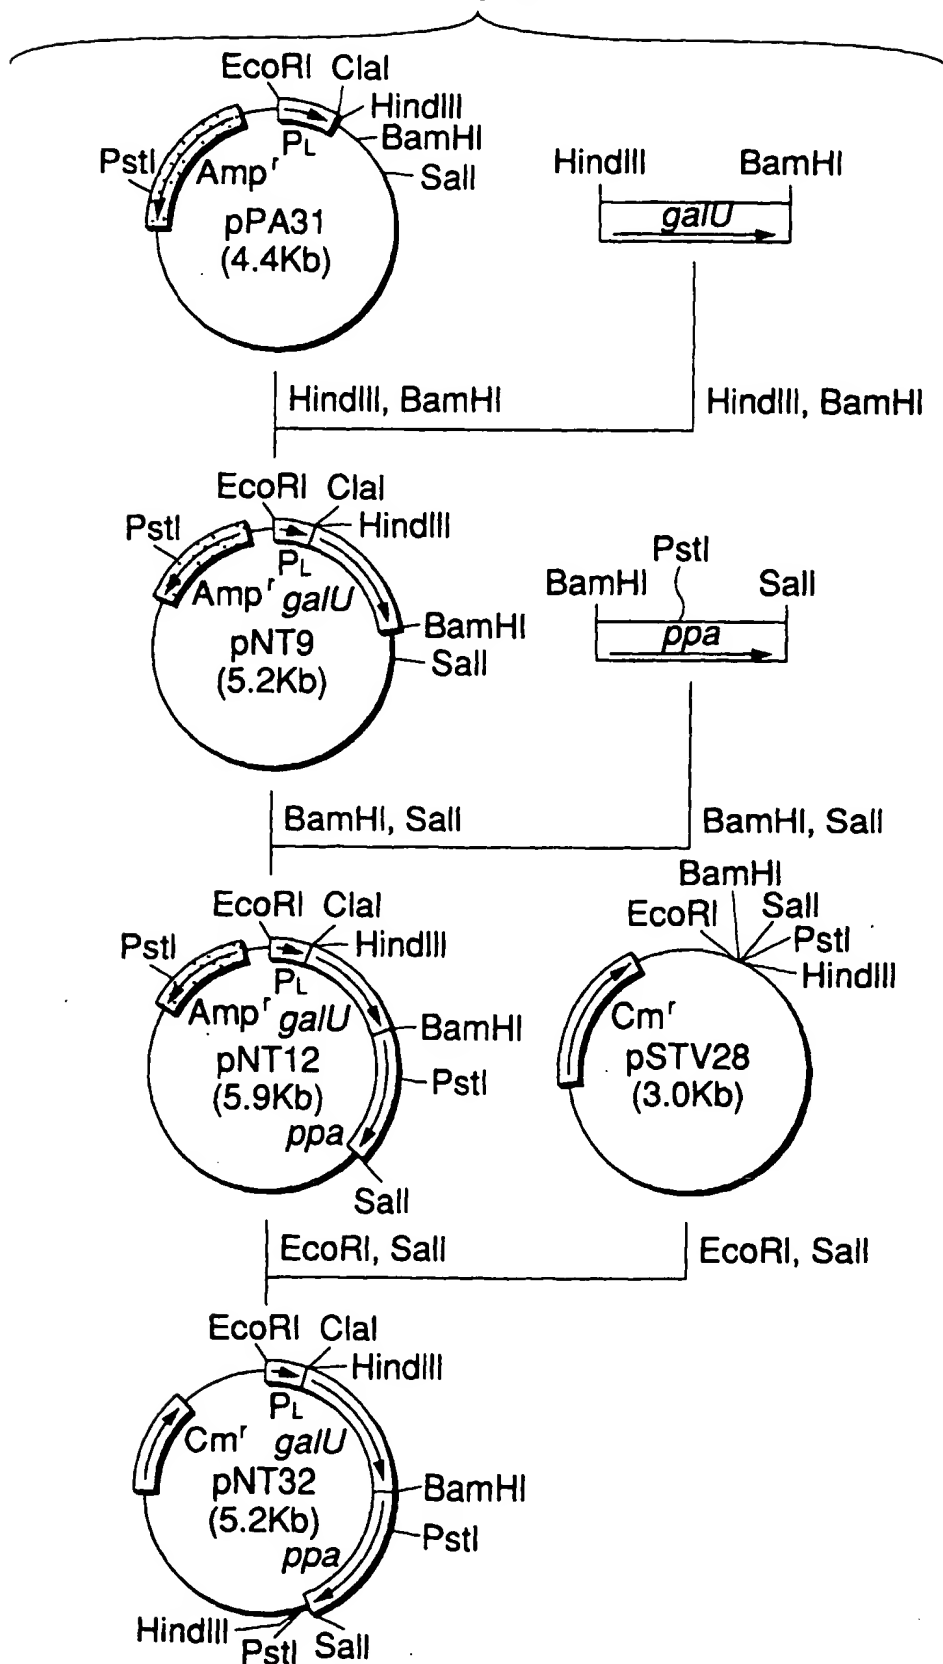 EcoRI ClaI
HindIII
BamHI
SalI
PstI
Ampʳ
PL
pPA31
(4.4Kb)
HindIII BamHI
galU
HindIII, BamHI
HindIII, BamHI
EcoRI ClaI
HindIII
PstI
PL
Ampʳ galU
BamHI
SalI
pNT9
(5.2Kb)
PstI
BamHI SalI
ppa
BamHI, SalI
BamHI, SalI
EcoRI ClaI
HindIII
PstI
PL
Ampʳ galU
BamHI
PstI
pNT12
(5.9Kb)
ppa
SalI
BamHI
EcoRI SalI
PstI
HindIII
Cmʳ
pSTV28
(3.0Kb)
EcoRI, SalI
EcoRI, SalI
EcoRI ClaI
HindIII
PL
Cmʳ galU
pNT32
(5.2Kb)
BamHI
PstI
ppa
HindIII
PstI SalI